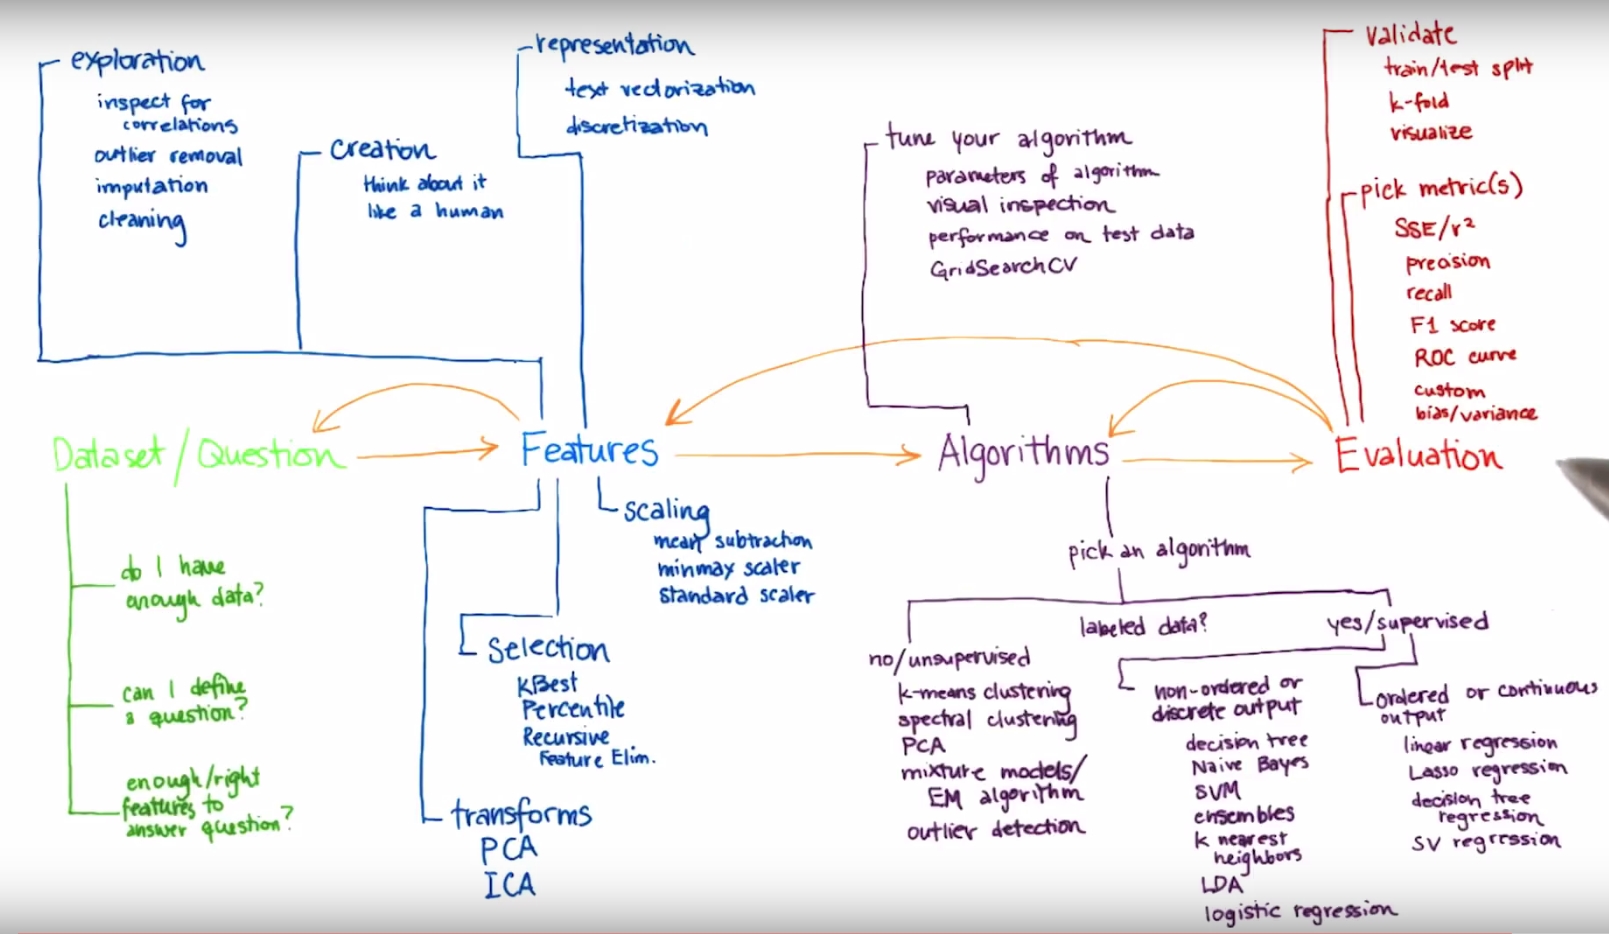 exploration
inspect for
correlations
outlier removal
imputation
cleaning
creation
think about it
like a human
representation
text vectorization
discretization
tune your algorithm
parameters of algorithm
visual inspection
performance on test data
GridSearchCV
validate
train/test split
k-fold
visualize
pick metric(s)
SSE/r²
precision
recall
F1 score
ROC curve
custom
bias/variance
Dataset/Question
Features
Algorithms
Evaluation
do I have
enough data?
can I define
a question?
enough/right
features to
answer question?
scaling
mean subtraction
minmax scaler
standard scaler
Selection
KBest
Percentile
Recursive
Feature Elim.
transforms
PCA
ICA
pick an algorithm
labeled data?
no/unsupervised
k-means clustering
spectral clustering
PCA
mixture models/
EM algorithm
outlier detection
yes/supervised
non-ordered or
discrete output
decision tree
Naive Bayes
SVM
ensembles
k nearest
neighbors
LDA
logistic regression
ordered or continuous
output
linear regression
Lasso regression
decision tree
regression
SV regression